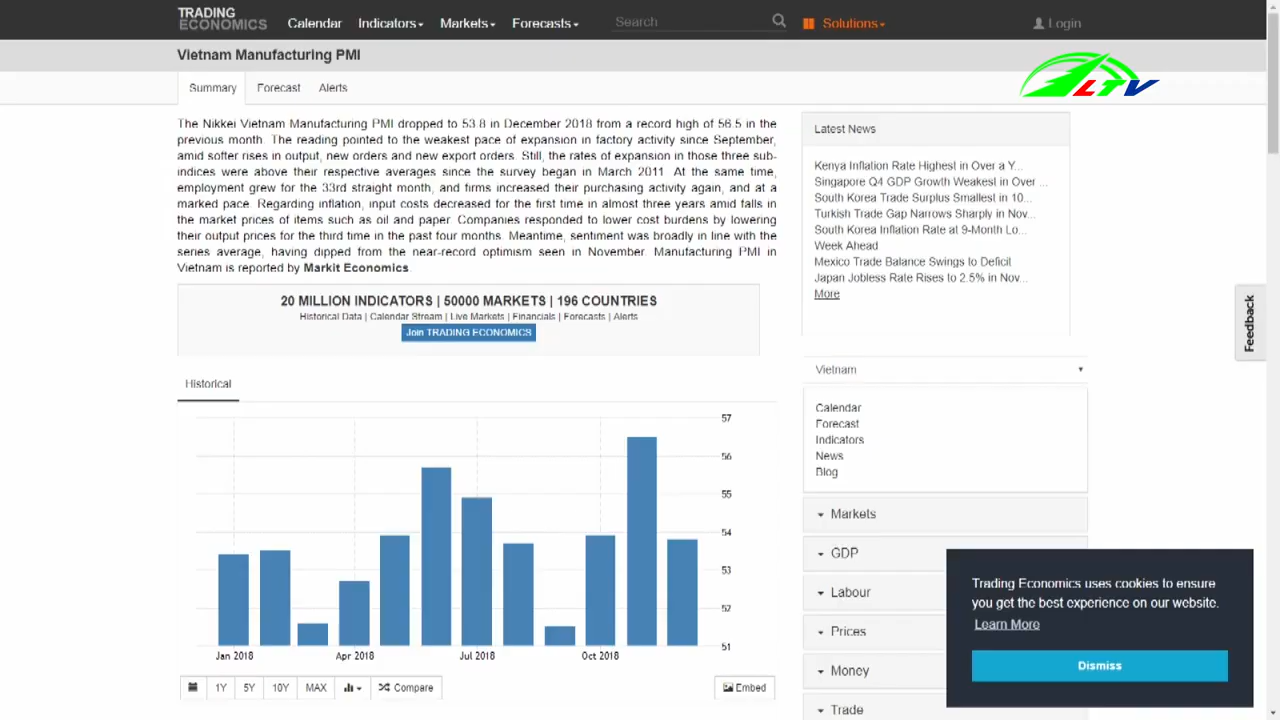 TRADING
ECONOMICS
Calendar
Indicators
Markets
Forecasts
Search
Solutions
Login
Vietnam Manufacturing PMI
LTV
Summary
Forecast
Alerts
The Nikkei Vietnam Manufacturing PMI dropped to 53.8 in December 2018 from a record high of 56.5 in the
previous month. The reading pointed to the weakest pace of expansion in factory activity since September,
amid softer rises in output, new orders and new export orders. Still, the rates of expansion in those three sub-
indices were above their respective averages since the survey began in March 2011. At the same time,
employment grew for the 33rd straight month, and firms increased their purchasing activity again, and at a
marked pace. Regarding inflation, input costs decreased for the first time in almost three years amid falls in
the market prices of items such as oil and paper. Companies responded to lower cost burdens by lowering
their output prices for the third time in the past four months. Meantime, sentiment was broadly in line with the
series average, having dipped from the near-record optimism seen in November. Manufacturing PMI in
Vietnam is reported by Markit Economics.
20 MILLION INDICATORS | 50000 MARKETS | 196 COUNTRIES
Historical Data | Calendar Stream | Live Markets | Financials | Forecasts | Alerts
Join TRADING ECONOMICS
Historical
57
56
55
54
53
52
51
Jan 2018
Apr 2018
Jul 2018
Oct 2018
1Y
5Y
10Y
MAX
Compare
Embed
Latest News
Kenya Inflation Rate Highest in Over a Y...
Singapore Q4 GDP Growth Weakest in Over ...
South Korea Trade Surplus Smallest in 10...
Turkish Trade Gap Narrows Sharply in Nov...
South Korea Inflation Rate at 9-Month Lo...
Week Ahead
Mexico Trade Balance Swings to Deficit
Japan Jobless Rate Rises to 2.5% in Nov...
More
Vietnam
Calendar
Forecast
Indicators
News
Blog
Markets
GDP
Labour
Prices
Money
Trade
Feedback
Trading Economics uses cookies to ensure
you get the best experience on our website.
Learn More
Dismiss